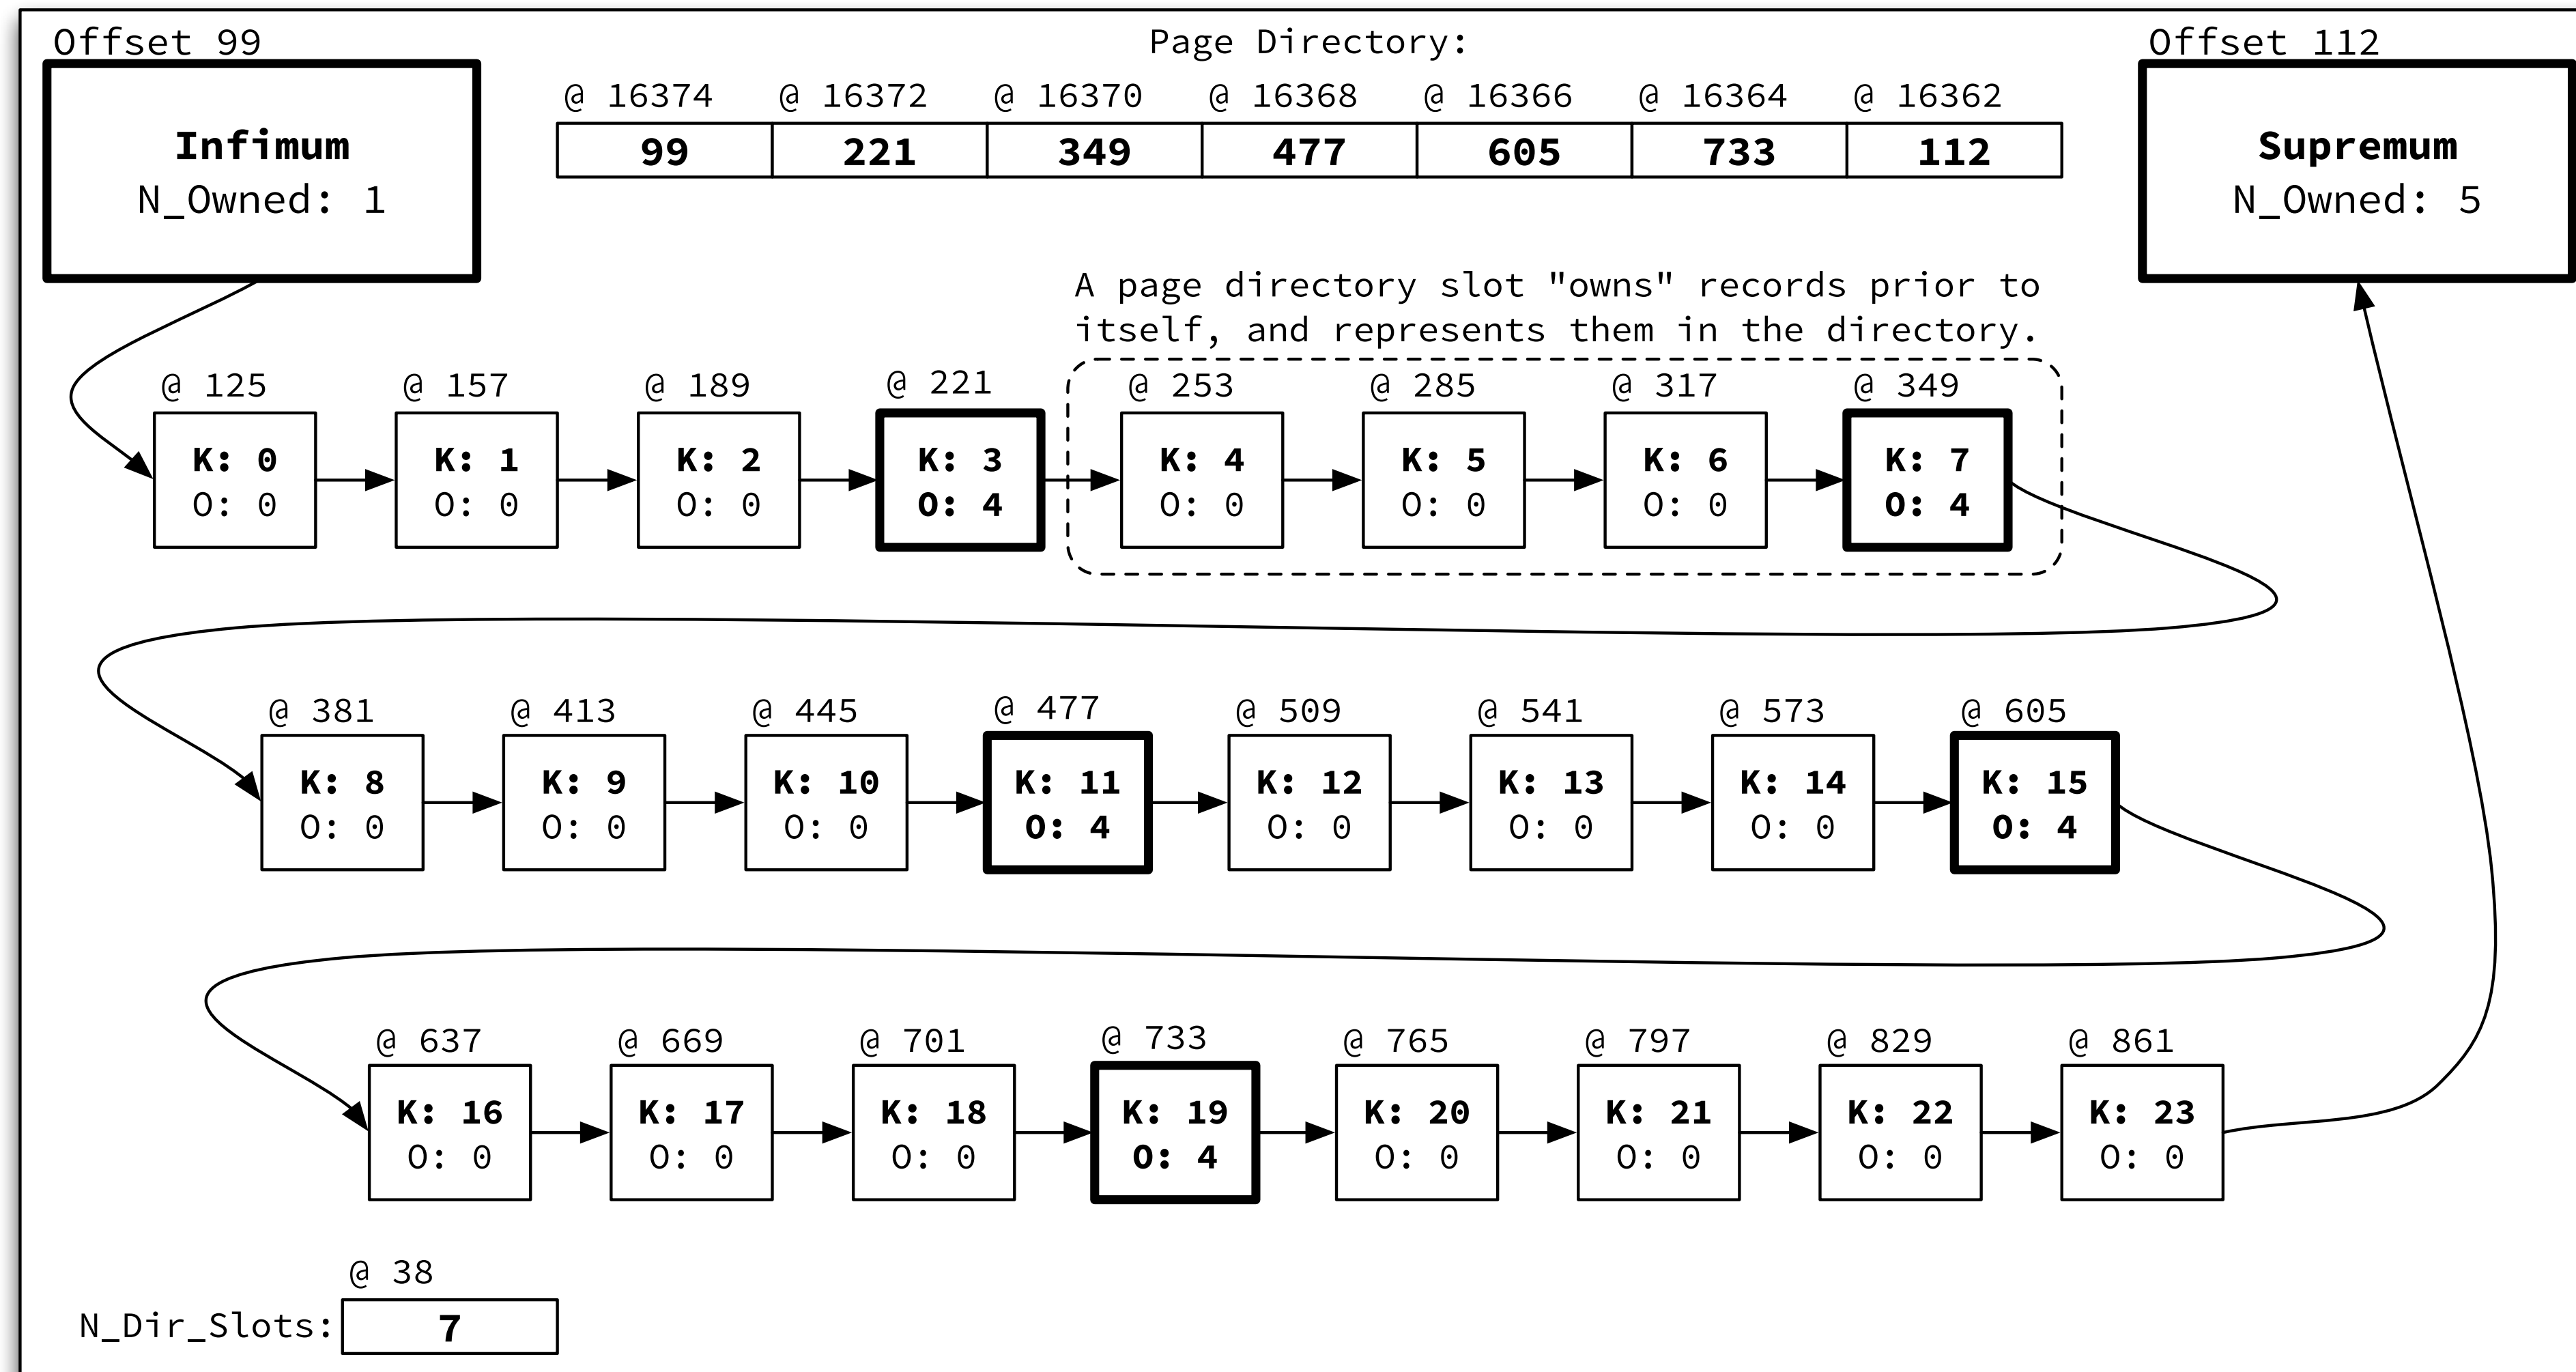 Offset 99
Page Directory:
Offset 112
Infimum
N_Owned: 1
@ 16374 @ 16372 @ 16370 @ 16368 @ 16366 @ 16364 @ 16362
99 221 349 477 605 733 112
Supremum
N_Owned: 5
A page directory slot "owns" records prior to
itself, and represents them in the directory.
@ 125 @ 157 @ 189 @ 221 @ 253 @ 285 @ 317 @ 349
K: 0 K: 1 K: 2 K: 3 K: 4 K: 5 K: 6 K: 7
O: 0 O: 0 O: 0 O: 4 O: 0 O: 0 O: 0 O: 4
@ 381 @ 413 @ 445 @ 477 @ 509 @ 541 @ 573 @ 605
K: 8 K: 9 K: 10 K: 11 K: 12 K: 13 K: 14 K: 15
O: 0 O: 0 O: 0 O: 4 O: 0 O: 0 O: 0 O: 4
@ 637 @ 669 @ 701 @ 733 @ 765 @ 797 @ 829 @ 861
K: 16 K: 17 K: 18 K: 19 K: 20 K: 21 K: 22 K: 23
O: 0 O: 0 O: 0 O: 4 O: 0 O: 0 O: 0 O: 0
@ 38
N_Dir_Slots: 7